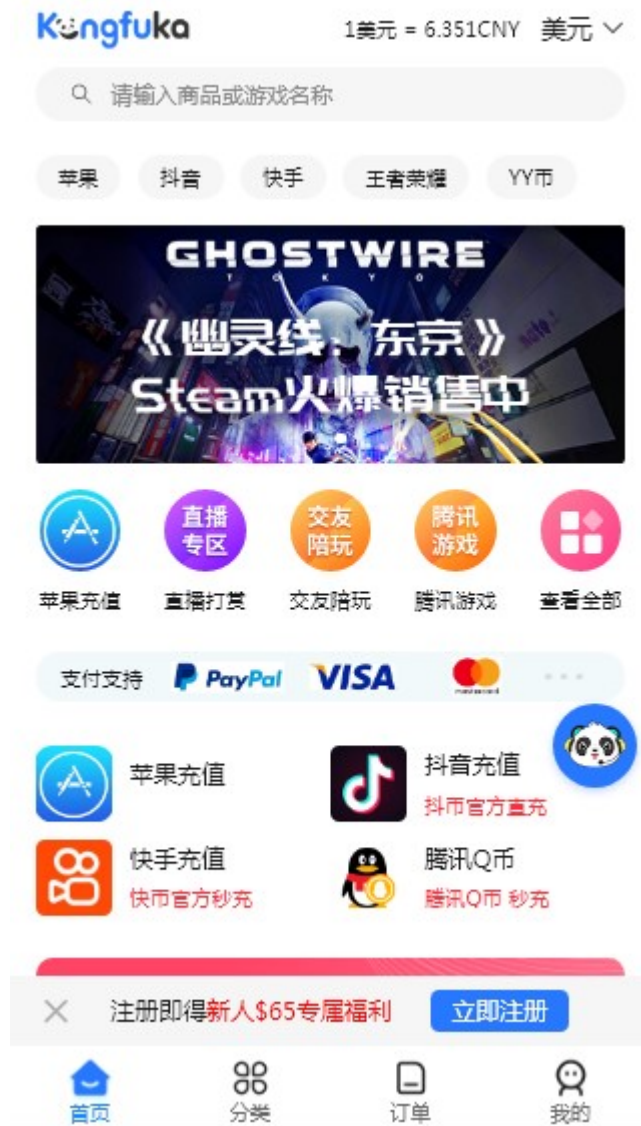 Kongfuka
1美元 = 6.351CNY 美元
请输入商品或游戏名称
苹果 抖音 快手 王者荣耀 YY币
GHOSTWIRE
TOKYO
《幽灵线：东京》
Steam火爆销售中
直播专区
交友陪玩
腾讯游戏
苹果充值 直播打赏 交友陪玩 腾讯游戏 查看全部
支付支持 PayPal VISA mastercard
苹果充值
抖音充值
抖币官方直充
快手充值
快币官方秒充
腾讯Q币
腾讯Q币 秒充
注册即得新人$65专属福利 立即注册
首页 分类 订单 我的